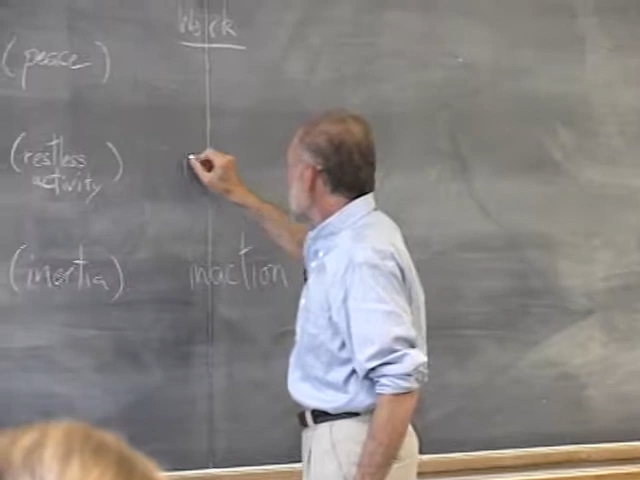 Work
(peace)
(restless
activity)
(inertia) inaction